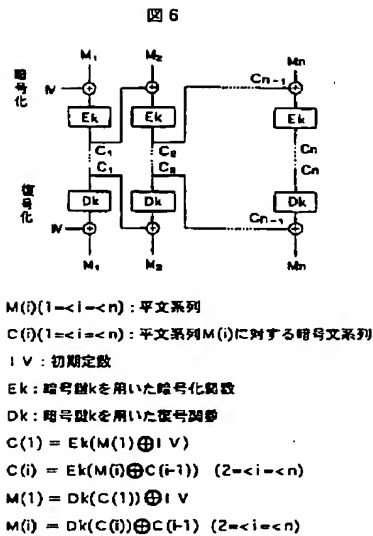 図 6
M₁ M₂ Mn
暗号化
IV Cn-1
Ek Ek Ek
C₁ C₂ Cn
C₁ C₂ Cn
復号化
Dk Dk Dk
IV Cn-1
M₁ M₂ Mn
M(i)(1=<i=<n) : 平文系列
C(i)(1=<i=<n) : 平文系列M(i)に対する暗号文系列
I V : 初期定数
Ek : 暗号鍵kを用いた暗号化関数
Dk : 暗号鍵kを用いた復号関数
C(1) = Ek(M(1)⊕I V)
C(i) = Ek(M(i)⊕C(i-1)) (2=<i=<n)
M(1) = Dk(C(1))⊕I V
M(i) = Dk(C(i))⊕C(i-1) (2=<i=<n)